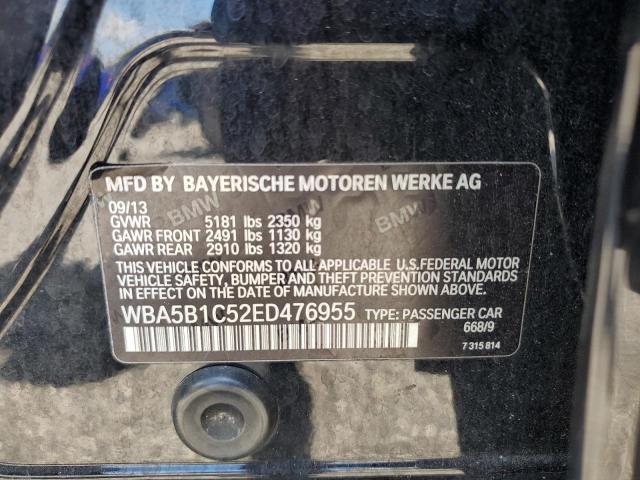 MFD BY BAYERISCHE MOTOREN WERKE AG
09/13
GVWR 5181 lbs 2350 kg
GAWR FRONT 2491 lbs 1130 kg
GAWR REAR 2910 lbs 1320 kg
THIS VEHICLE CONFORMS TO ALL APPLICABLE U.S.FEDERAL MOTOR
VEHICLE SAFETY, BUMPER AND THEFT PREVENTION STANDARDS
IN EFFECT ON THE DATE OF MANUFACTURE SHOWN ABOVE.
WBA5B1C52ED476955 TYPE: PASSENGER CAR
668/9
7 315 814
BMW
BMW
BMW